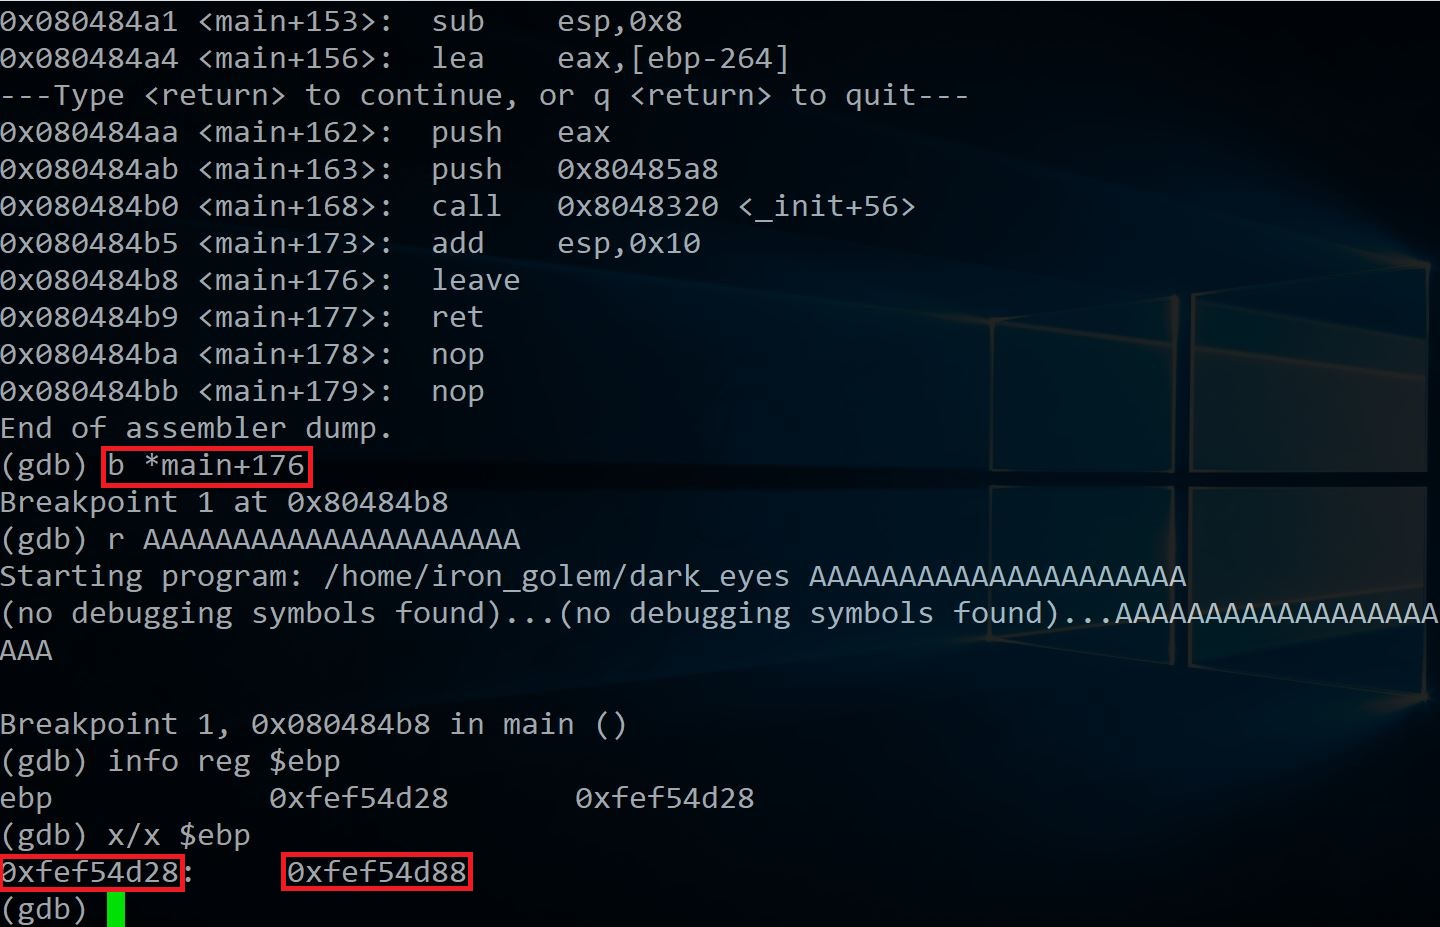 0x080484a1 <main+153>:  sub    esp,0x8
0x080484a4 <main+156>:  lea    eax,[ebp-264]
---Type <return> to continue, or q <return> to quit---
0x080484aa <main+162>:  push   eax
0x080484ab <main+163>:  push   0x80485a8
0x080484b0 <main+168>:  call   0x8048320 <_init+56>
0x080484b5 <main+173>:  add    esp,0x10
0x080484b8 <main+176>:  leave
0x080484b9 <main+177>:  ret
0x080484ba <main+178>:  nop
0x080484bb <main+179>:  nop
End of assembler dump.
(gdb) b *main+176
Breakpoint 1 at 0x80484b8
(gdb) r AAAAAAAAAAAAAAAAAAAAA
Starting program: /home/iron_golem/dark_eyes AAAAAAAAAAAAAAAAAAAAA
(no debugging symbols found)...(no debugging symbols found)...AAAAAAAAAAAAAAAAAA
AAA
Breakpoint 1, 0x080484b8 in main ()
(gdb) info reg $ebp
ebp            0xfef54d28       0xfef54d28
(gdb) x/x $ebp
0xfef54d28:     0xfef54d88
(gdb)